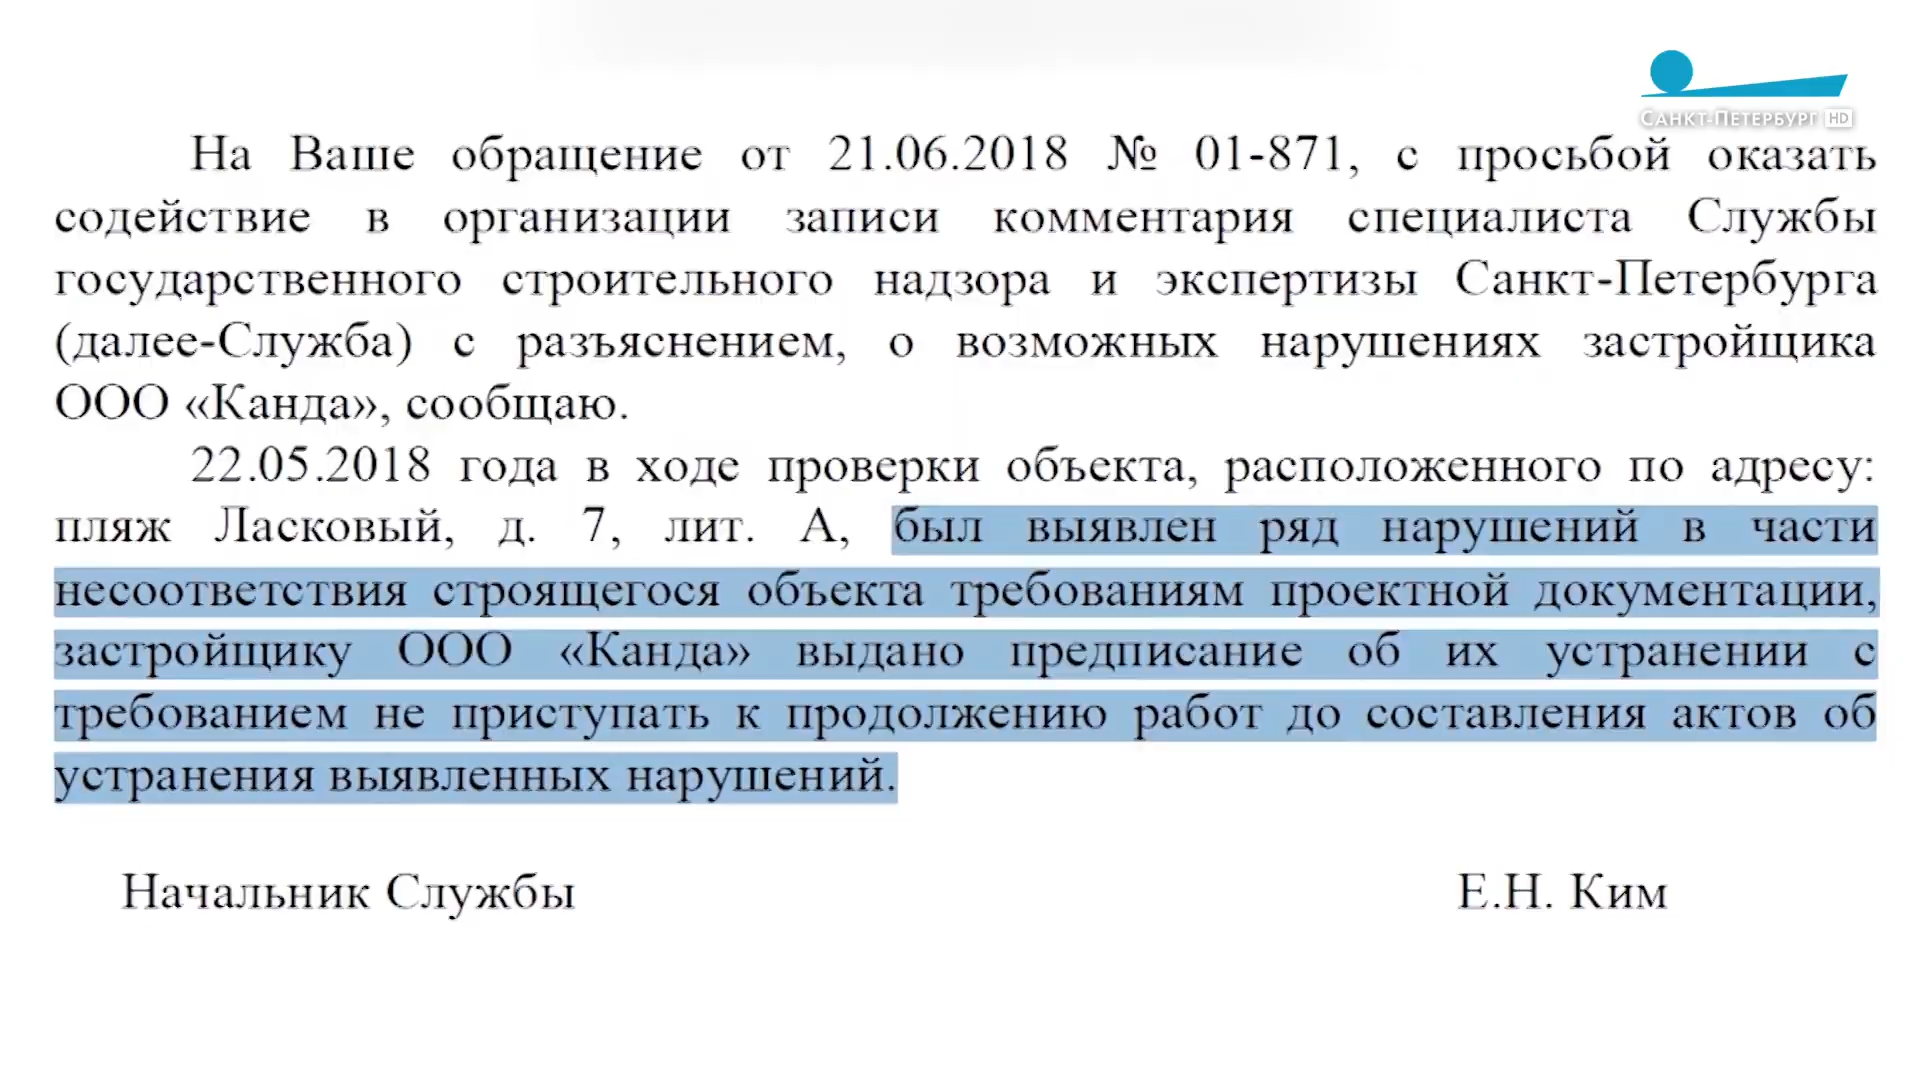 САНКТ-ПЕТЕРБУРГ HD
На Ваше обращение от 21.06.2018 № 01-871, с просьбой оказать
содействие в организации записи комментария специалиста Службы
государственного строительного надзора и экспертизы Санкт-Петербурга
(далее-Служба) с разъяснением, о возможных нарушениях застройщика
ООО «Канда», сообщаю.
22.05.2018 года в ходе проверки объекта, расположенного по адресу:
пляж Ласковый, д. 7, лит. А, был выявлен ряд нарушений в части
несоответствия строящегося объекта требованиям проектной документации,
застройщику ООО «Канда» выдано предписание об их устранении с
требованием не приступать к продолжению работ до составления актов об
устранения выявленных нарушений.
Начальник Службы Е.Н. Ким